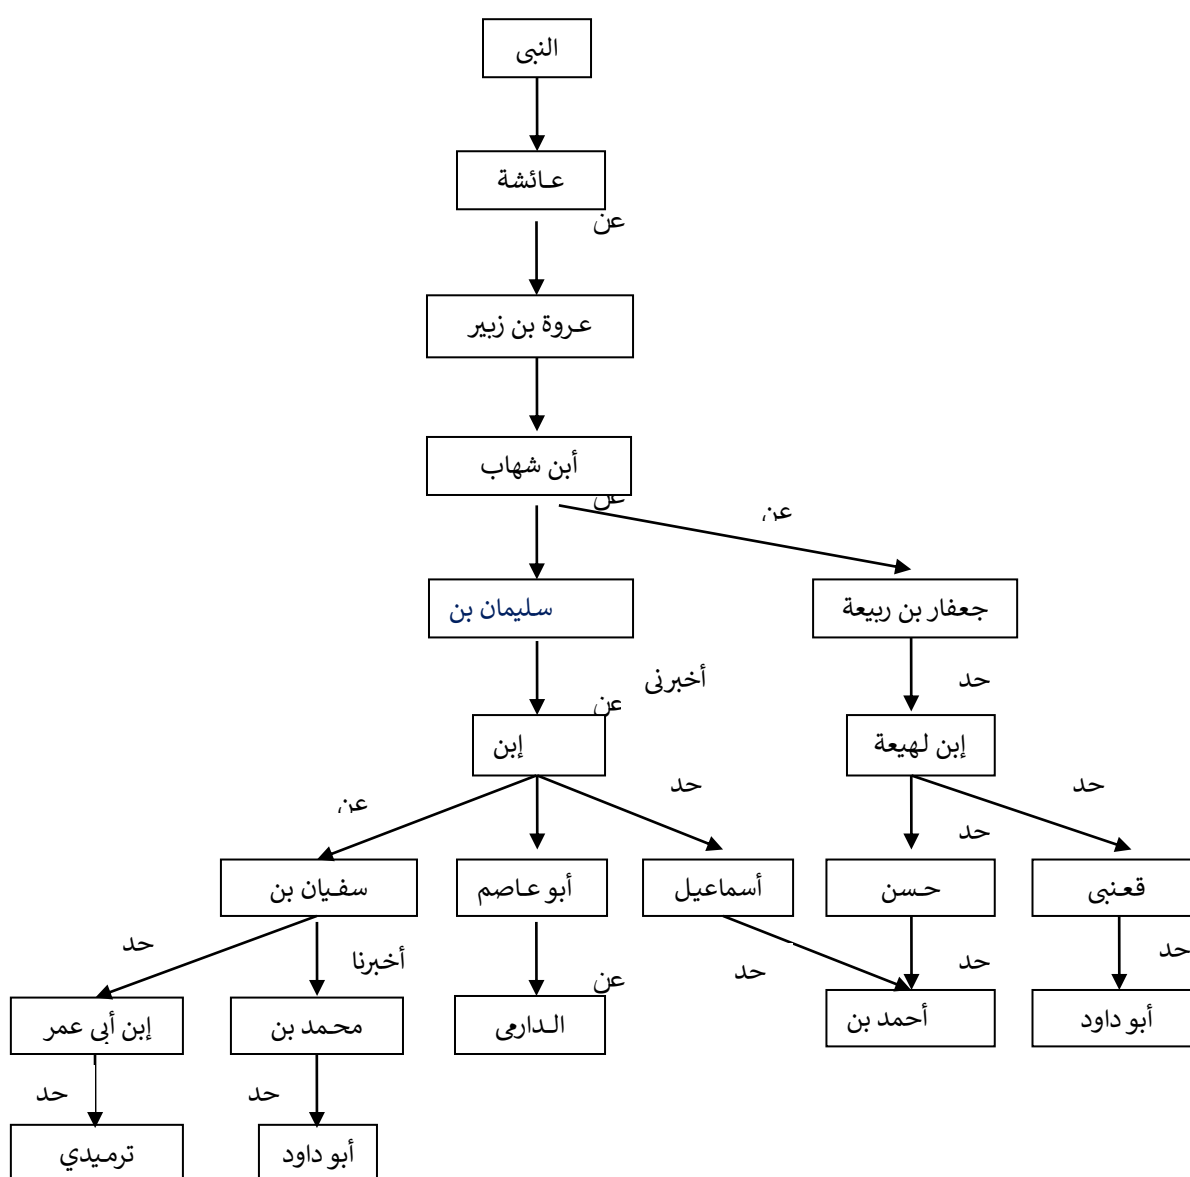 النبى
عائشة
عن
عروة بن زبير
أبن شهاب
عن
عن
جعفار بن ربيعة
سليمان بن
حد
أخبرنى
عن
إبن لهيعة
إبن
حد
حد
عن
حد
قعنبى
حسن
أسماعيل
أبو عاصم
سفيان بن
حد
حد
حد
عن
أخبرنا
حد
أبو داود
أحمد بن
الدارمى
محمد بن
إبن أبى عمر
حد
حد
أبو داود
ترميدي